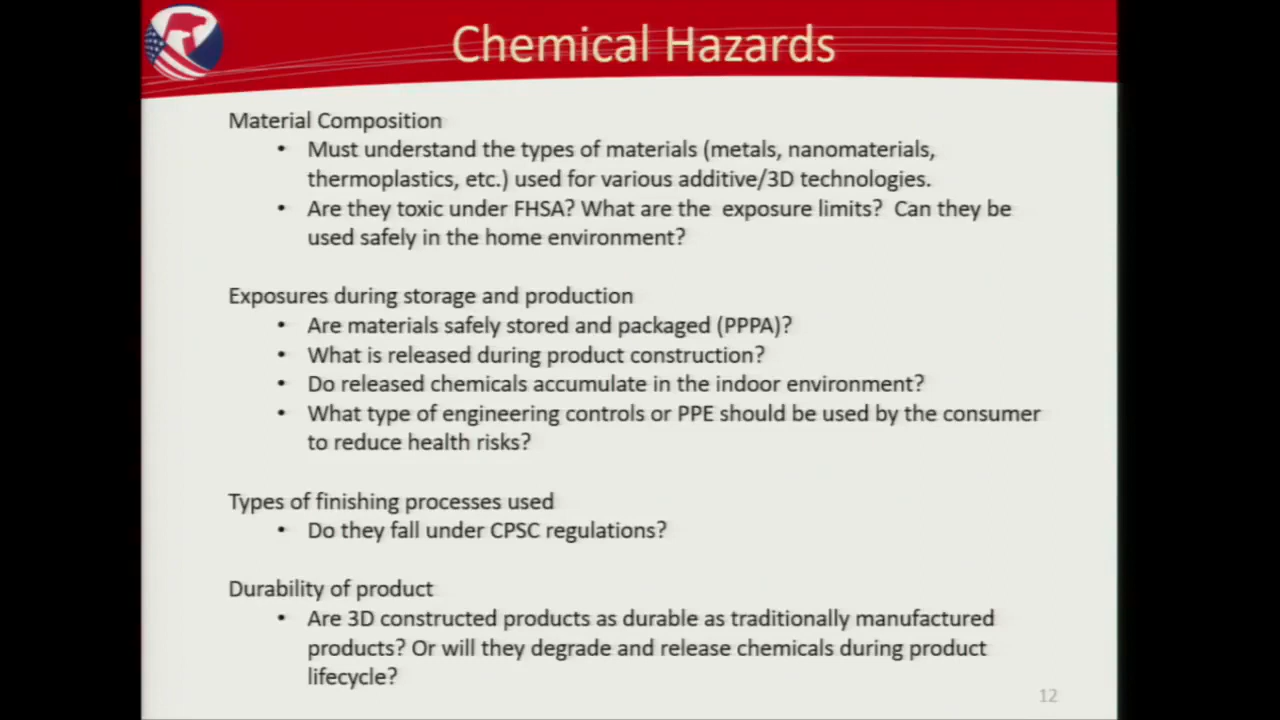 Chemical Hazards
Material Composition
• Must understand the types of materials (metals, nanomaterials,
thermoplastics, etc.) used for various additive/3D technologies.
• Are they toxic under FHSA? What are the  exposure limits?  Can they be
used safely in the home environment?
Exposures during storage and production
• Are materials safely stored and packaged (PPPA)?
• What is released during product construction?
• Do released chemicals accumulate in the indoor environment?
• What type of engineering controls or PPE should be used by the consumer
to reduce health risks?
Types of finishing processes used
• Do they fall under CPSC regulations?
Durability of product
• Are 3D constructed products as durable as traditionally manufactured
products? Or will they degrade and release chemicals during product
lifecycle?
12